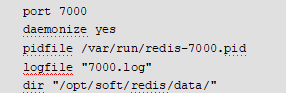 port 7000
daemonize yes
pidfile /var/run/redis-7000.pid
logfile "7000.log"
dir "/opt/soft/redis/data/"